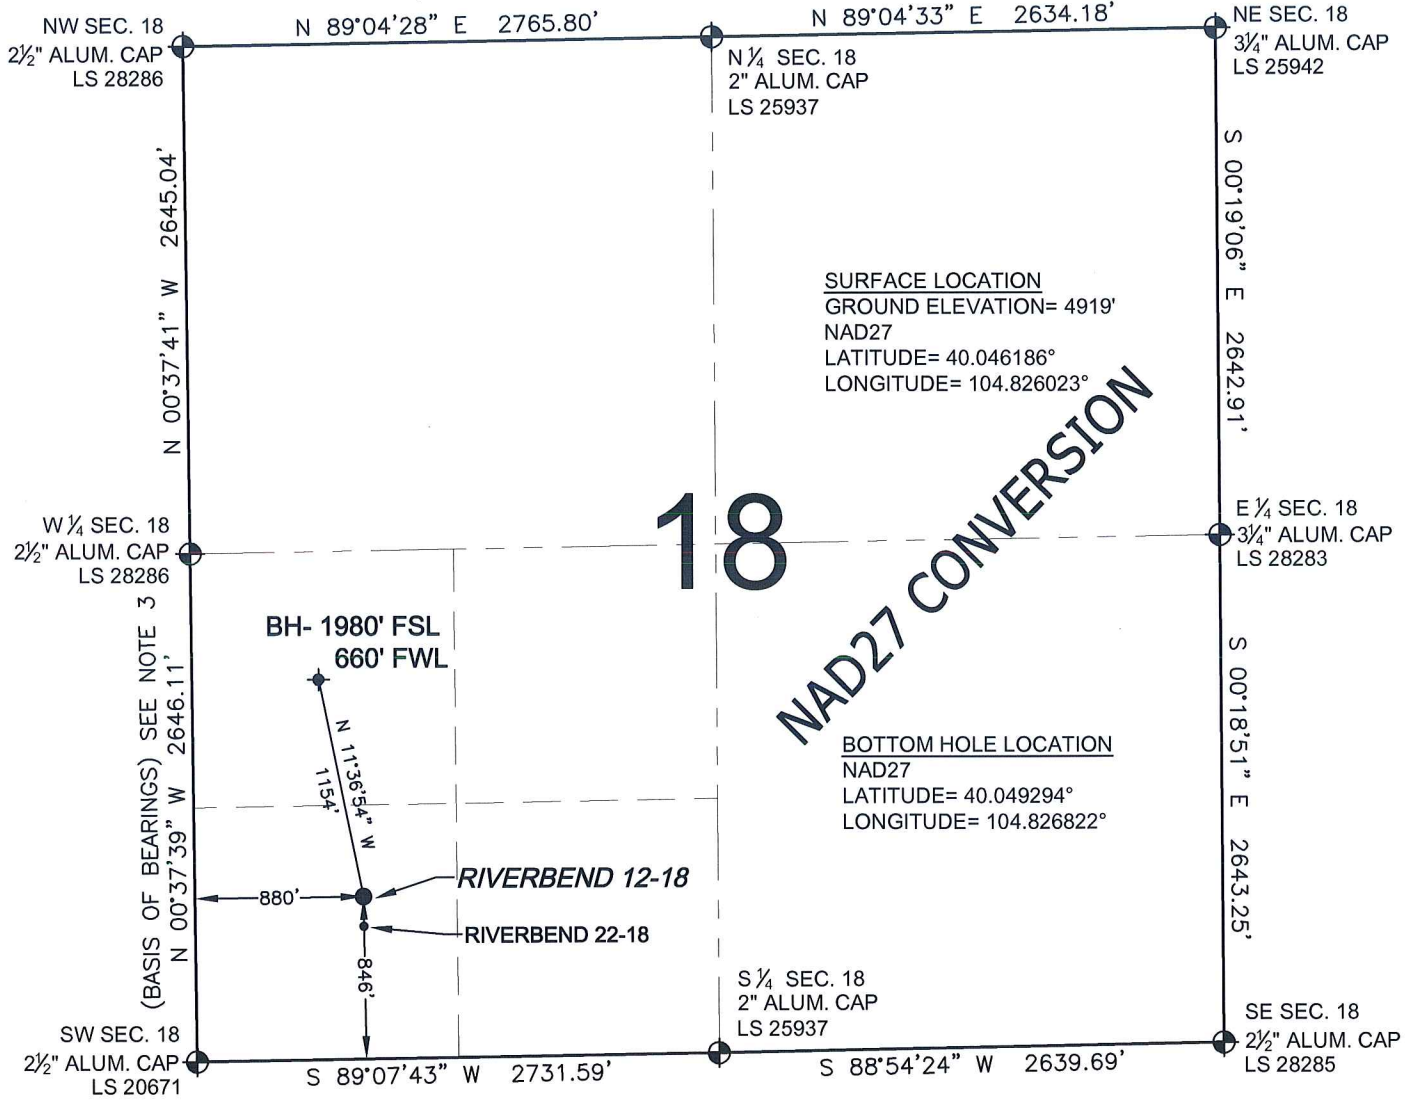 NW SEC. 18
2½" ALUM. CAP
LS 28286
N 89°04'28" E 2765.80'
N 89°04'33" E 2634.18'
NE SEC. 18
3¼" ALUM. CAP
LS 25942
N ¼ SEC. 18
2" ALUM. CAP
LS 25937
N 00°37'41" W 2645.04'
S 00°19'06" E 2642.91'
SURFACE LOCATION
GROUND ELEVATION= 4919'
NAD27
LATITUDE= 40.046186°
LONGITUDE= 104.826023°
NAD27 CONVERSION
18
W ¼ SEC. 18
2½" ALUM. CAP
LS 28286
E ¼ SEC. 18
3¼" ALUM. CAP
LS 28283
BH- 1980' FSL
660' FWL
N 11°36'54" W
1154'
(BASIS OF BEARINGS) SEE NOTE 3
N 00°37'39" W 2646.11'
S 00°18'51" E 2643.25'
BOTTOM HOLE LOCATION
NAD27
LATITUDE= 40.049294°
LONGITUDE= 104.826822°
880'
RIVERBEND 12-18
RIVERBEND 22-18
846'
S ¼ SEC. 18
2" ALUM. CAP
LS 25937
SW SEC. 18
2½" ALUM. CAP
LS 20671
S 89°07'43" W 2731.59'
S 88°54'24" W 2639.69'
SE SEC. 18
2½" ALUM. CAP
LS 28285